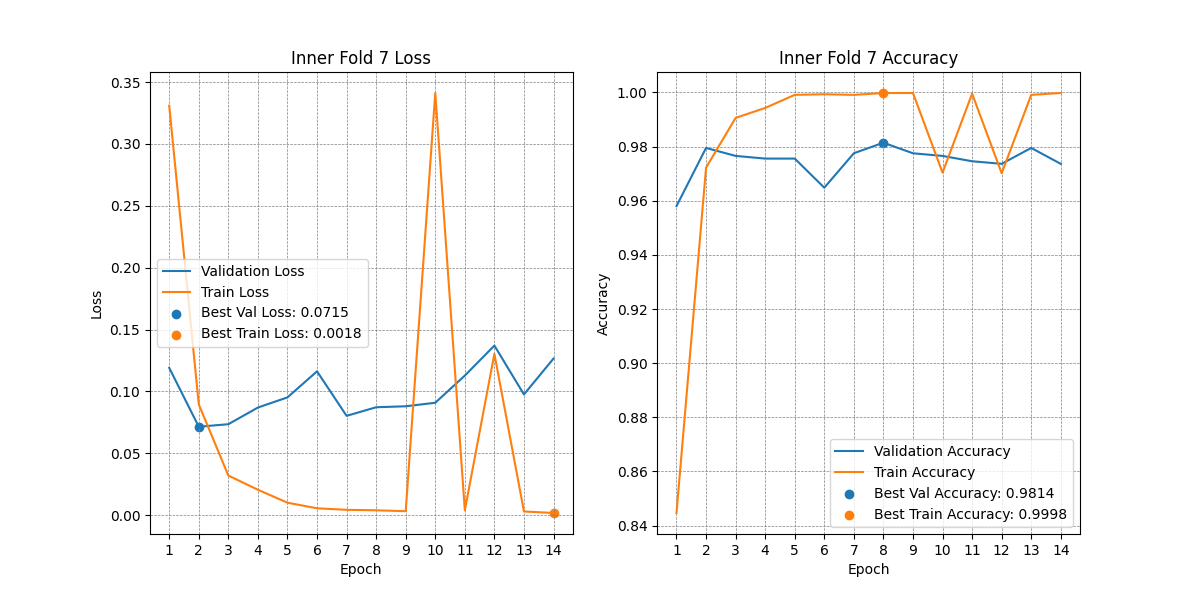 Inner Fold 7 Loss
0.35
0.30
0.25
0.20
0.15
0.10
0.05
0.00
Loss
Validation Loss
Train Loss
Best Val Loss: 0.0715
Best Train Loss: 0.0018
1 2 3 4 5 6 7 8 9 10 11 12 13 14
Epoch
Inner Fold 7 Accuracy
1.00
0.98
0.96
0.94
0.92
0.90
0.88
0.86
0.84
Accuracy
Validation Accuracy
Train Accuracy
Best Val Accuracy: 0.9814
Best Train Accuracy: 0.9998
1 2 3 4 5 6 7 8 9 10 11 12 13 14
Epoch